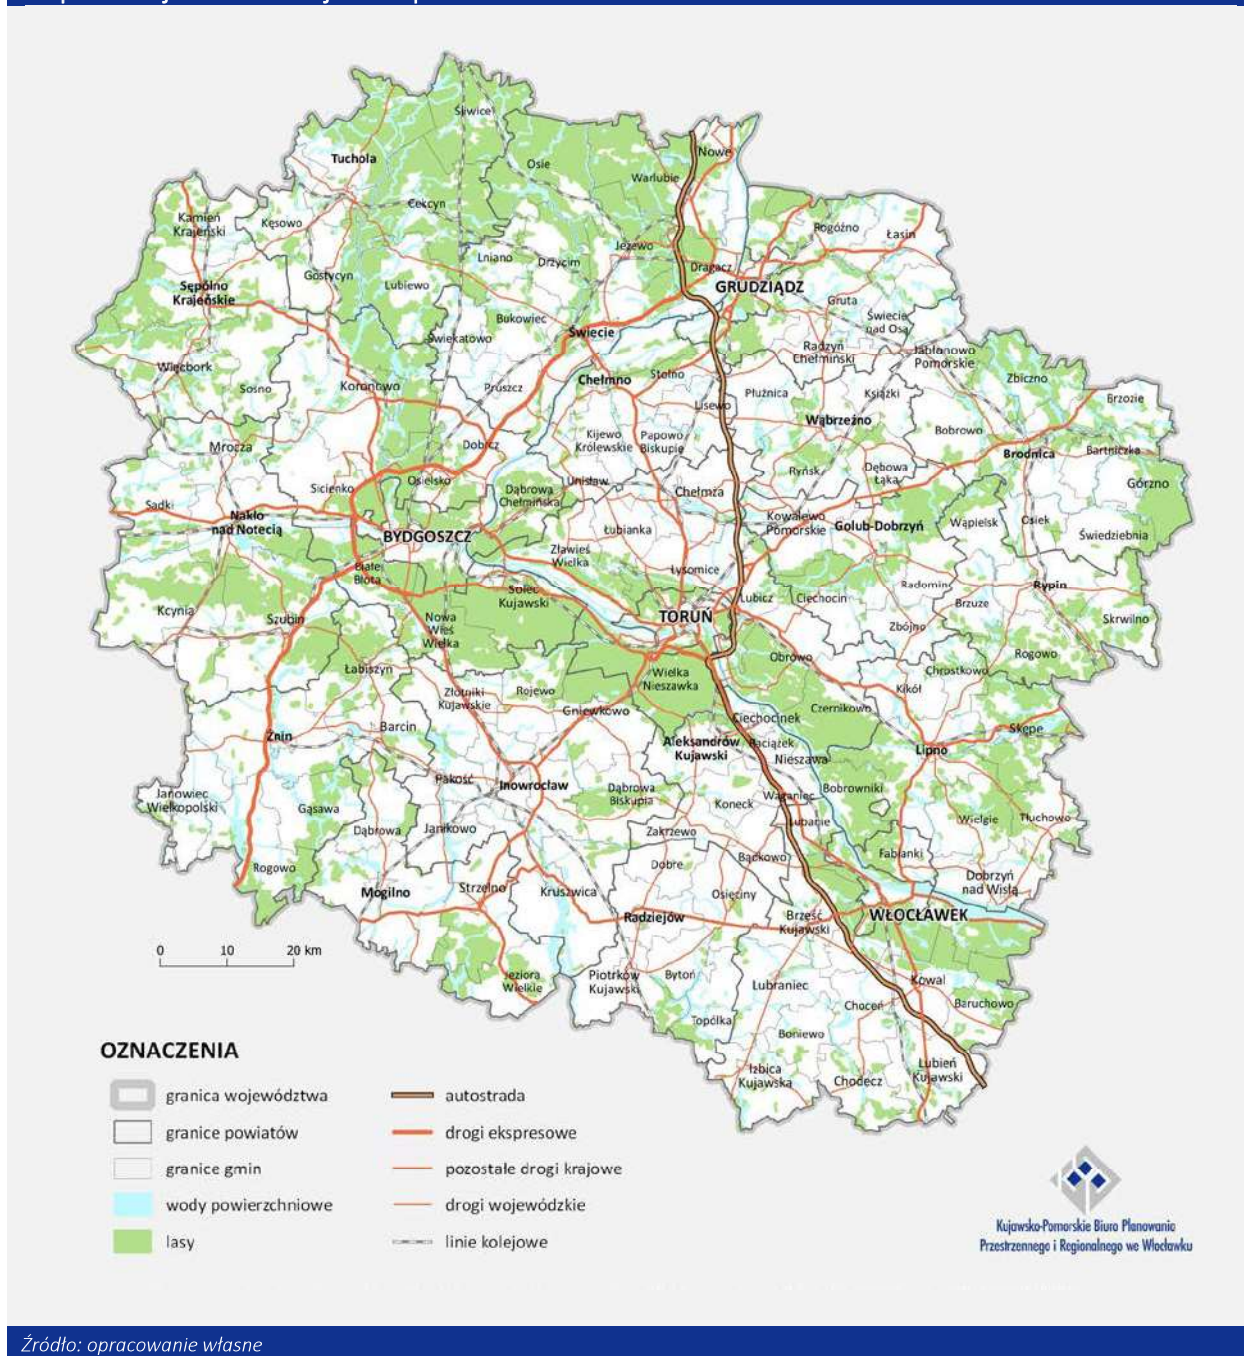 Śliwice
Tuchola
Osie
Nowe
Warlubie
Cekcyn
Kamień
Krajeński
Kęsowo
Rogóźno
Łasin
Jeżewo
Lniano
Drzycim
Dragacz
Gostycyn
Lubiewo
Sępólno
Krajeńskie
GRUDZIĄDZ
Gruta
Świecie
nad Osą
Bukowiec
Świecie
Świekatowo
Radzyń
Chełmiński
Jabłonowo
Pomorskie
Więcbork
Sośno
Koronowo
Pruszcz
Chełmno
Stolno
Lisewo
Płużnica
Książki
Zbiczno
Brzozie
Wąbrzeźno
Bobrowo
Mrocza
Dobrcz
Kijewo
Królewskie
Papowo
Biskupie
Brodnica
Bartniczka
Ryńsk
Dębowa
Łąka
Górzno
Sicienko
Osielsko
Dąbrowa
Chełmińska
Unisław
Chełmża
Sadki
Nakło
nad Notecią
BYDGOSZCZ
Łubianka
Kowalewo
Pomorskie
Golub-Dobrzyń
Wąpielsk
Osiek
Świedziebnia
Zławieś
Wielka
Łysomice
Białe
Błota
Solec
Kujawski
Lubicz
Ciechocin
Radomin
Rypin
Brzuze
Kcynia
Szubin
Nowa
Wieś
Wielka
TORUŃ
Zbójno
Skrwilno
Obrowo
Rogowo
Chrostkowo
Łabiszyn
Wielka
Nieszawka
Kikół
Złotniki
Kujawskie
Rojewo
Gniewkowo
Czernikowo
Ciechocinek
Skępe
Barcin
Żnin
Aleksandrów
Kujawski
Raciążek
Nieszawa
Lipno
Janowiec
Wielkopolski
Pakość
Inowrocław
Dąbrowa
Biskupia
Koneck
Waganiec
Bobrowniki
Gąsawa
Dąbrowa
Janikowo
Zakrzewo
Lubanie
Wielgie
Tłuchowo
Rogowo
Dobre
Bądkowo
Fabianki
Dobrzyń
nad Wisłą
Mogilno
Strzelno
Kruszwica
Osięciny
Radziejów
Brześć
Kujawski
WŁOCŁAWEK
0 10 20 km
Jeziora
Wielkie
Piotrków
Kujawski
Bytoń
Lubraniec
Kowal
Choceń
Baruchowo
Topólka
Boniewo
Izbica
Kujawska
Chodecz
Lubień
Kujawski
OZNACZENIA
granica województwa
granice powiatów
granice gmin
wody powierzchniowe
lasy
autostrada
drogi ekspresowe
pozostałe drogi krajowe
drogi wojewódzkie
linie kolejowe
Kujawsko-Pomorskie Biuro Planowania
Przestrzennego i Regionalnego we Włocławku
Źródło: opracowanie własne